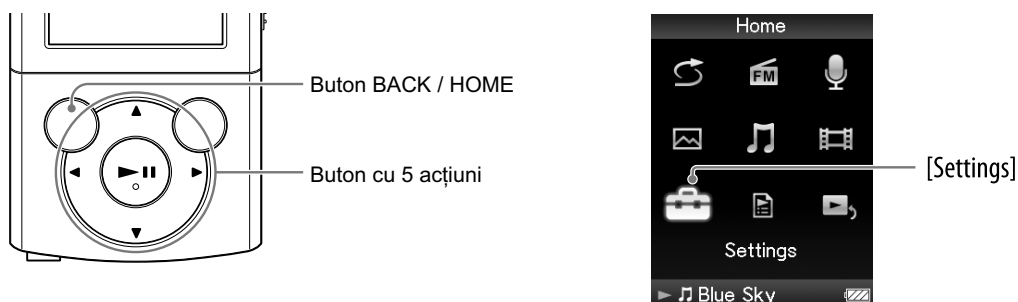 Buton BACK / HOME
Buton cu 5 acțiuni
Home
FM
[Settings]
Settings
Blue Sky